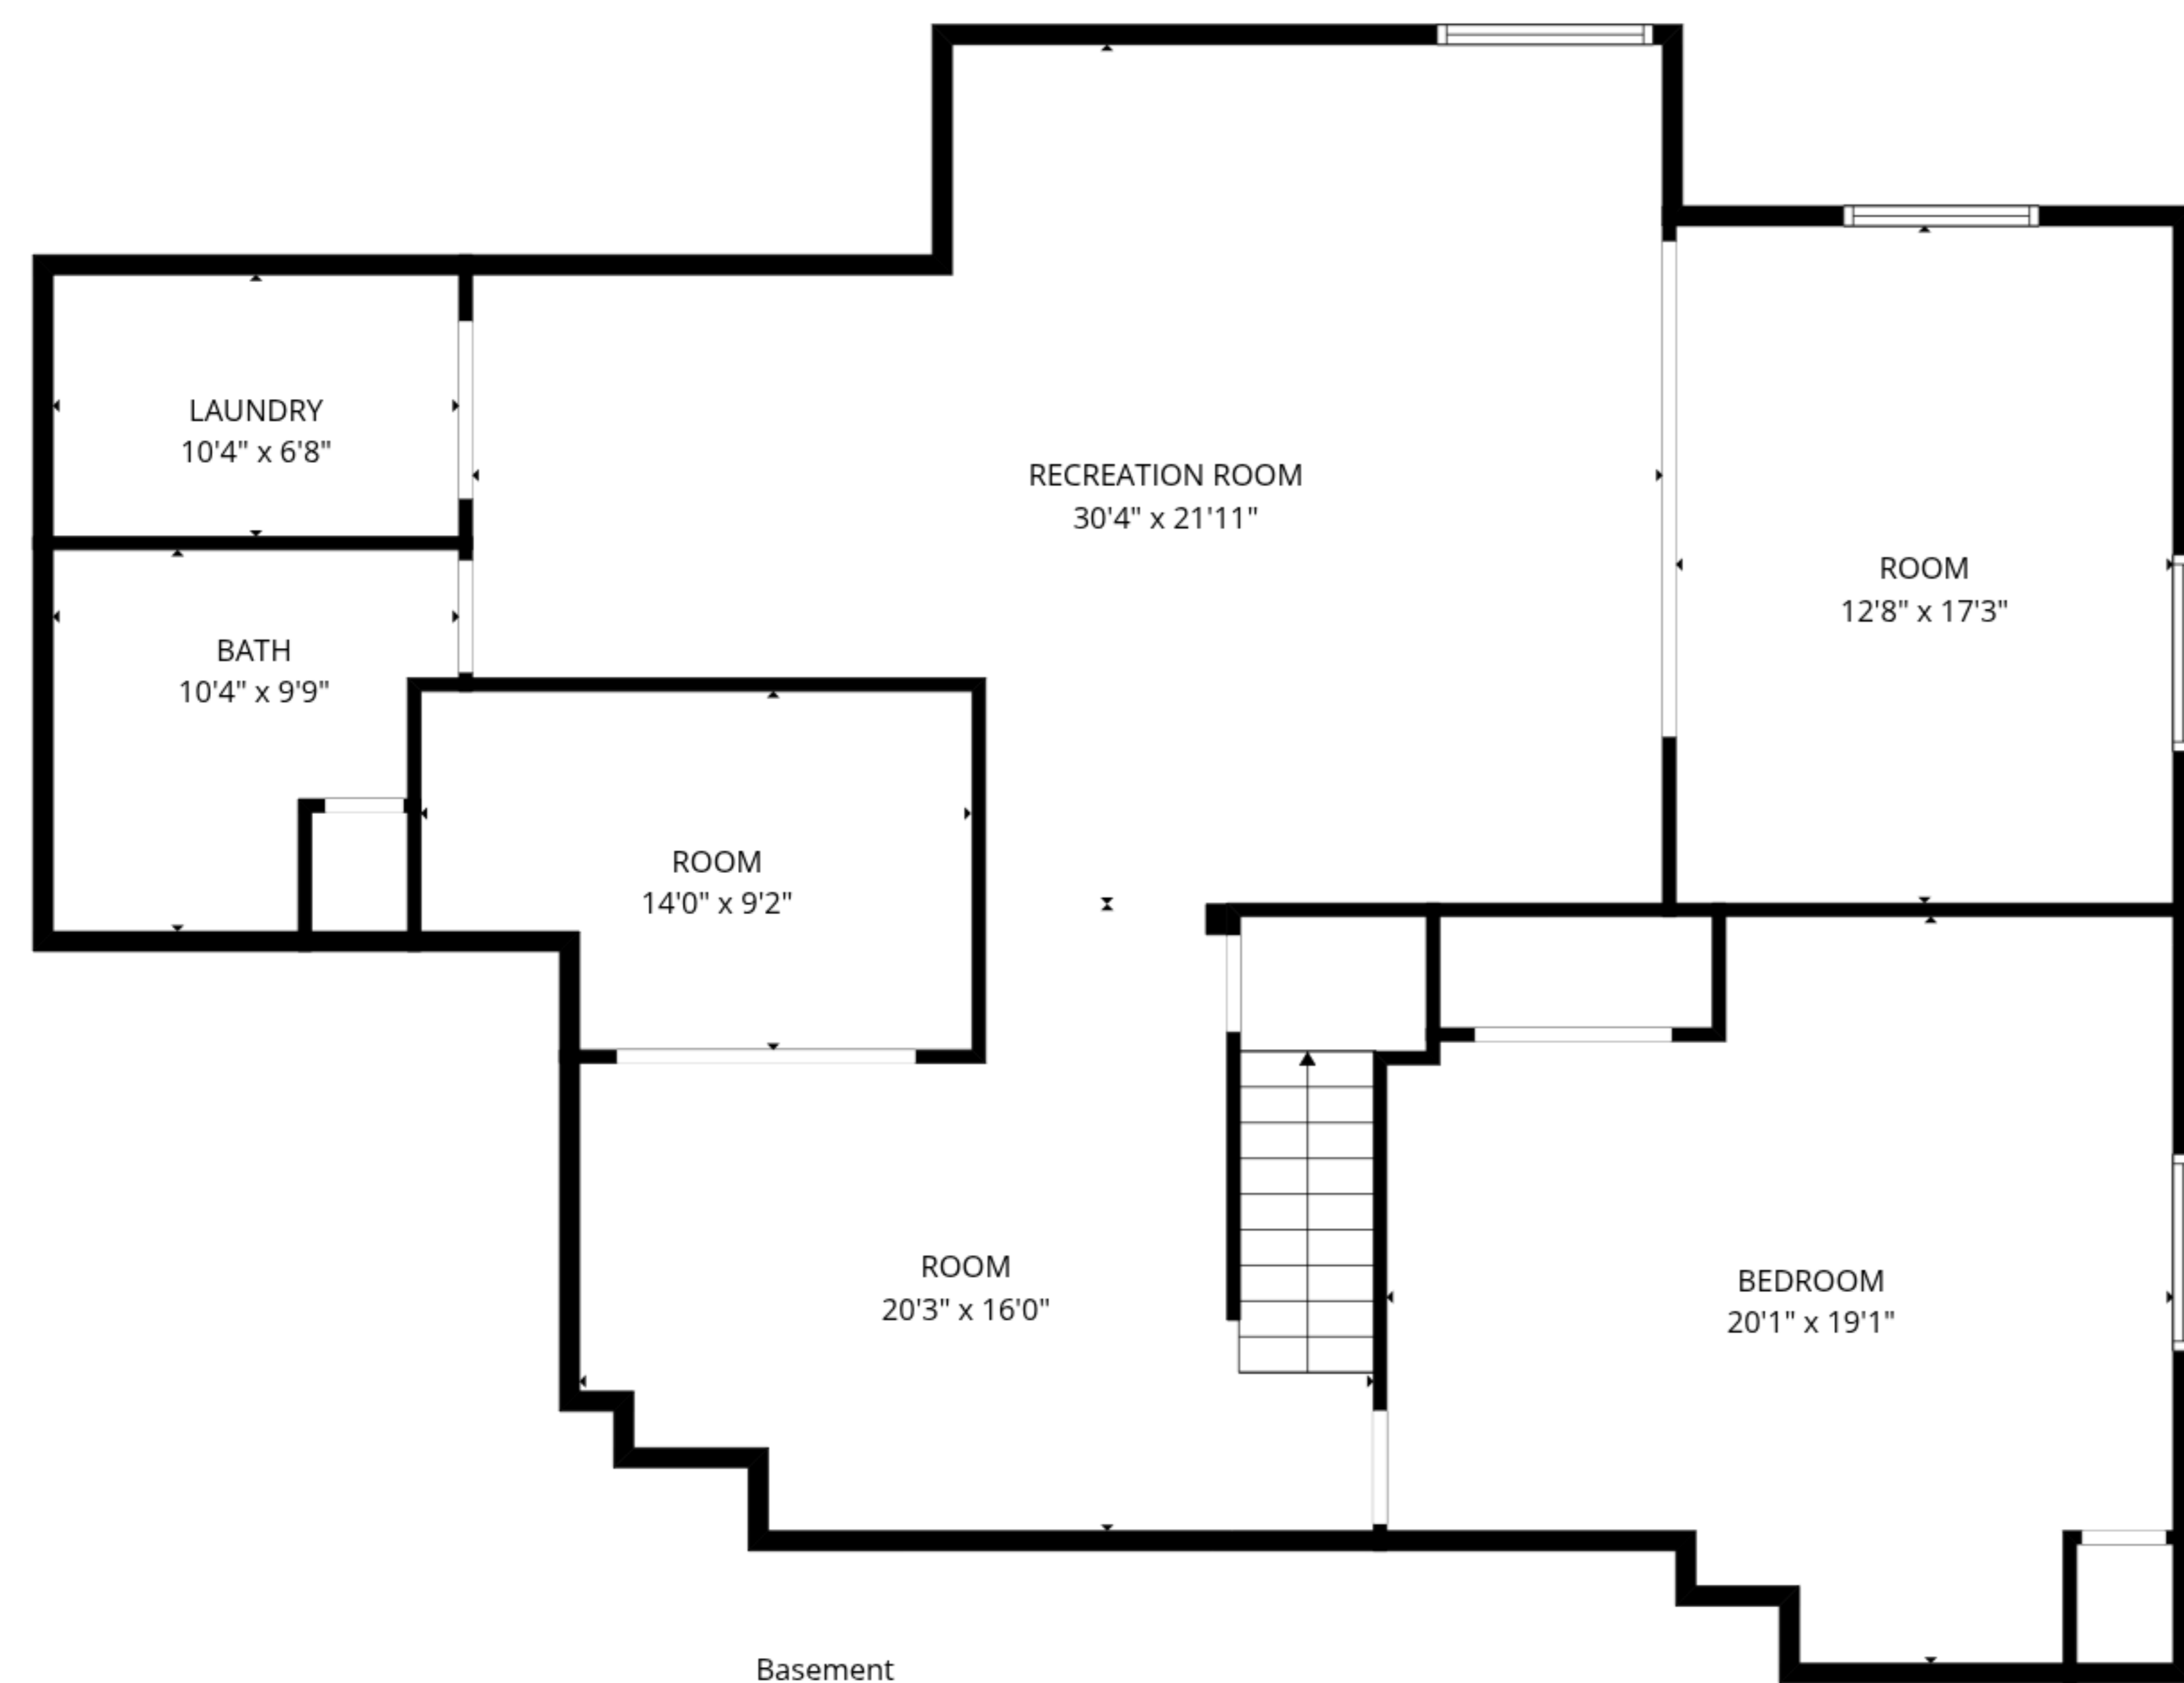 LAUNDRY
10'4" x 6'8"
RECREATION ROOM
30'4" x 21'11"
ROOM
12'8" x 17'3"
BATH
10'4" x 9'9"
ROOM
14'0" x 9'2"
ROOM
20'3" x 16'0"
BEDROOM
20'1" x 19'1"
Basement